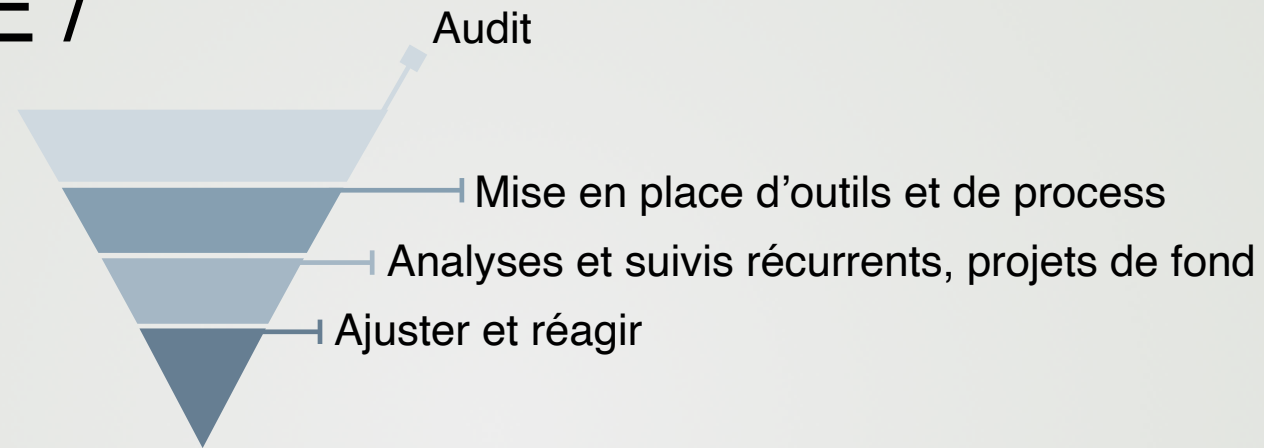 E /
Audit
Mise en place d’outils et de process
Analyses et suivis récurrents, projets de fond
Ajuster et réagir